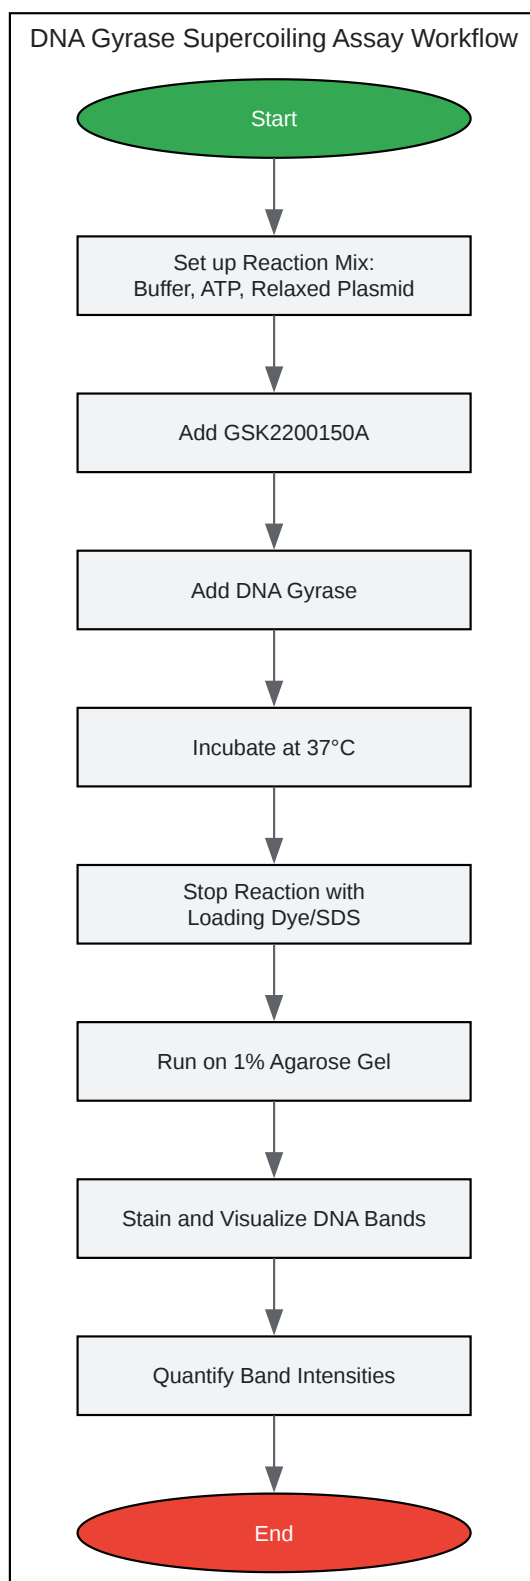 DNA Gyrase Supercoiling Assay Workflow
Start
Set up Reaction Mix:
Buffer, ATP, Relaxed Plasmid
Add GSK2200150A
Add DNA Gyrase
Incubate at 37°C
Stop Reaction with
Loading Dye/SDS
Run on 1% Agarose Gel
Stain and Visualize DNA Bands
Quantify Band Intensities
End